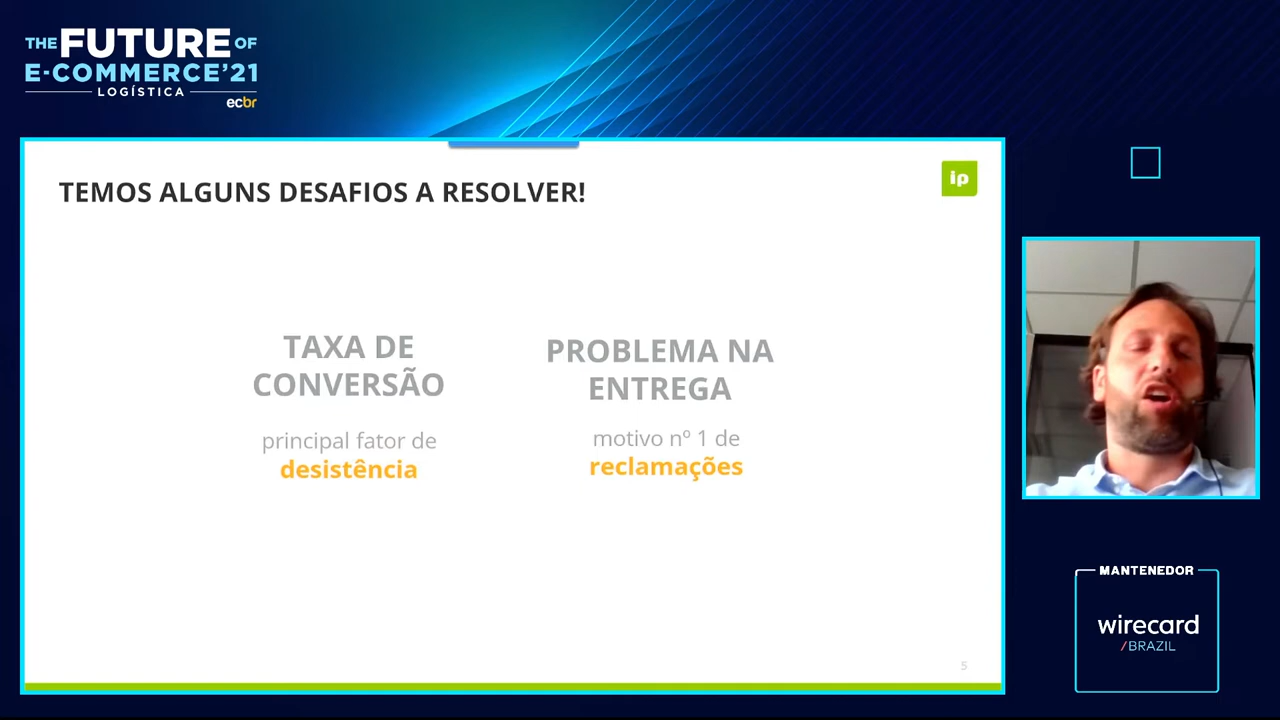 THE FUTURE OF
E-COMMERCE'21
LOGÍSTICA
ecbr
TEMOS ALGUNS DESAFIOS A RESOLVER!
ip
TAXA DE
CONVERSÃO
principal fator de
desistência
PROBLEMA NA
ENTREGA
motivo nº 1 de
reclamações
5
MANTENEDOR
wirecard
/BRAZIL